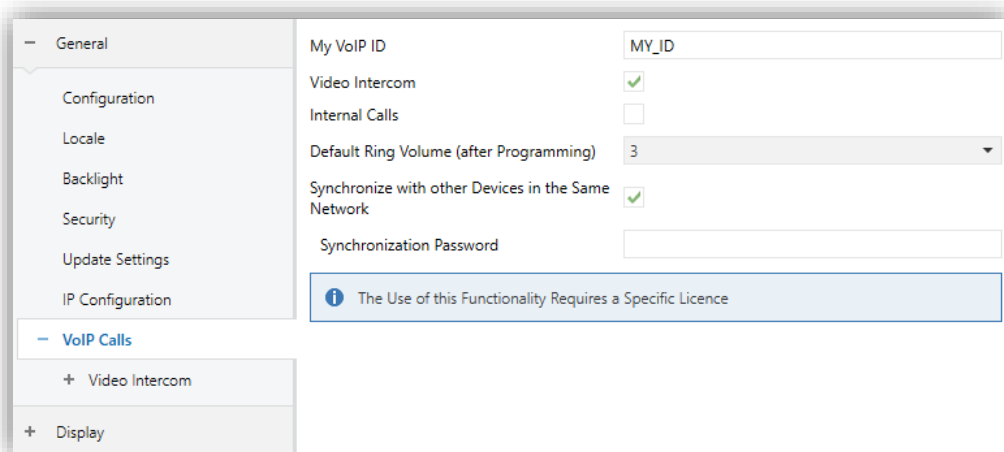 General
Configuration
Locale
Backlight
Security
Update Settings
IP Configuration
VoIP Calls
Video Intercom
Display
My VoIP ID
MY_ID
Video Intercom
Internal Calls
Default Ring Volume (after Programming)
3
Synchronize with other Devices in the Same
Network
Synchronization Password
The Use of this Functionality Requires a Specific Licence